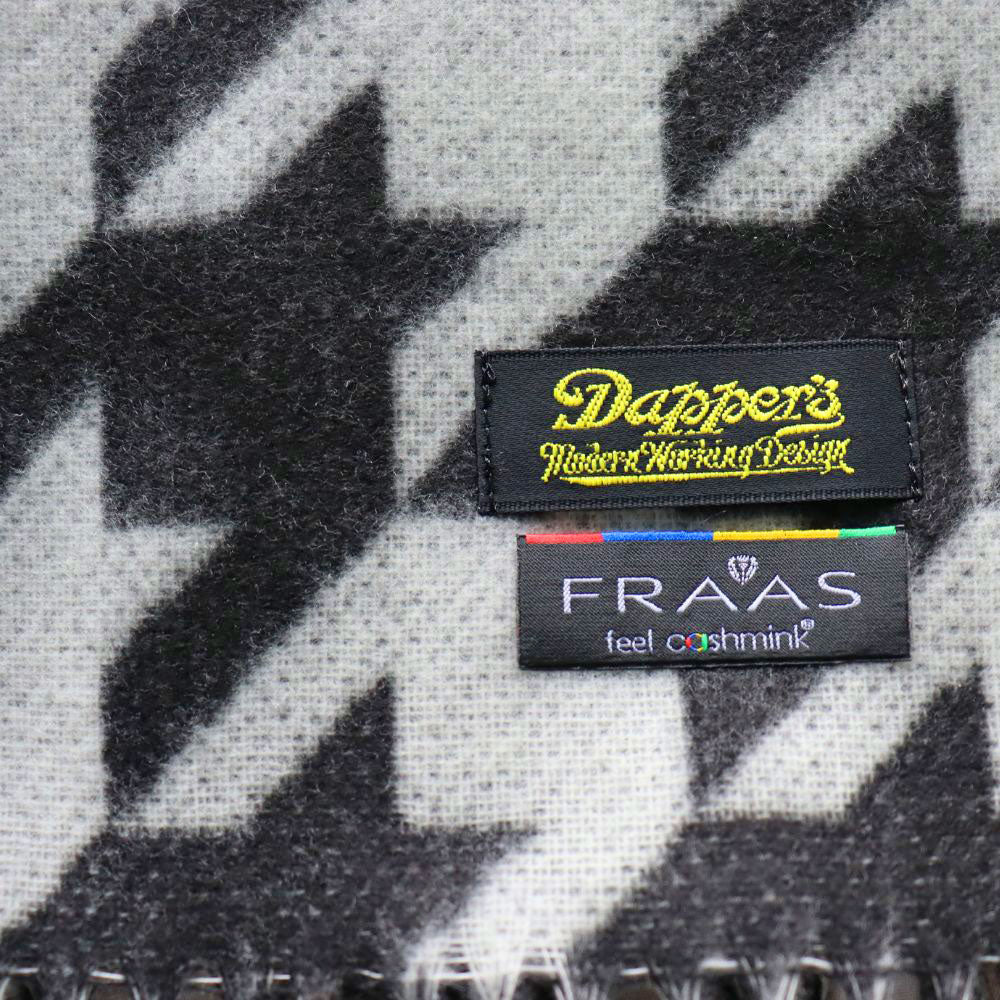 Dapper's
Modern Working Design
FRAAS
feel cashmink®